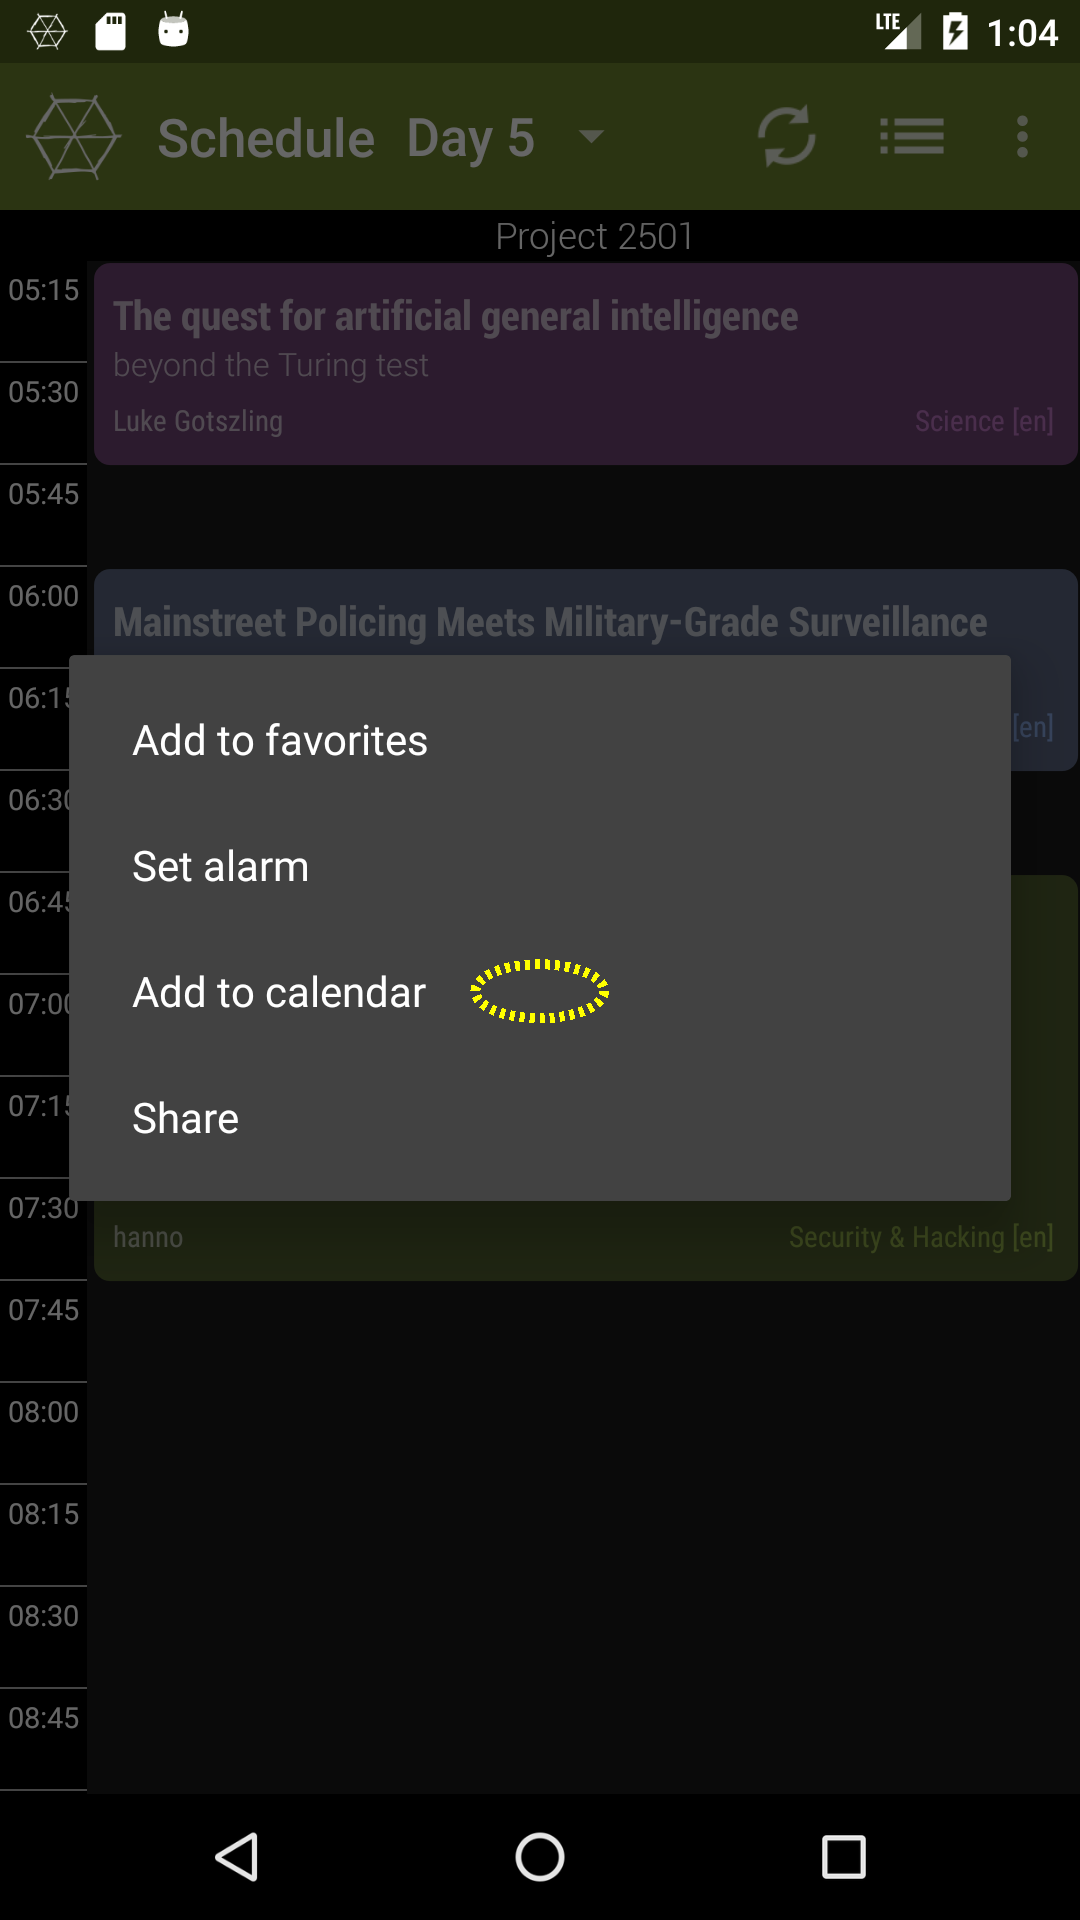 LTE 1:04
Schedule Day 5
Project 2501
05:15
The quest for artificial general intelligence
beyond the Turing test
Luke Gotszling
Science [en]
05:30
05:45
06:00
Mainstreet Policing Meets Military-Grade Surveillance
[en]
06:15
06:30
06:45
07:00
07:15
07:30
Add to favorites
Set alarm
Add to calendar
Share
hanno
Security & Hacking [en]
07:45
08:00
08:15
08:30
08:45